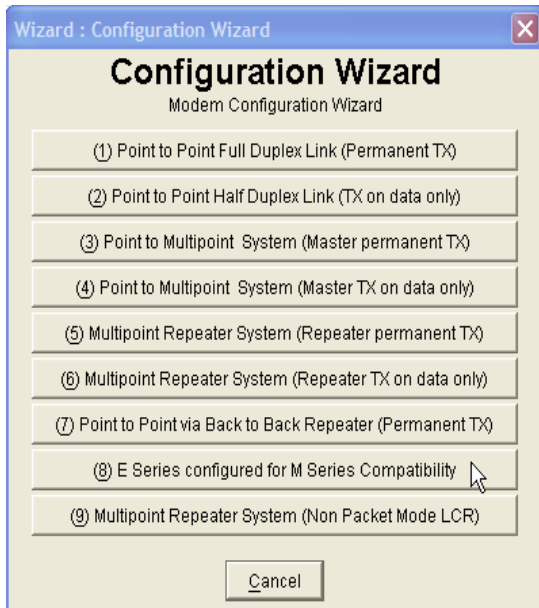 Wizard : Configuration Wizard
Configuration Wizard
Modem Configuration Wizard
(1) Point to Point Full Duplex Link (Permanent TX)
(2) Point to Point Half Duplex Link (TX on data only)
(3) Point to Multipoint System (Master permanent TX)
(4) Point to Multipoint System (Master TX on data only)
(5) Multipoint Repeater System (Repeater permanent TX)
(6) Multipoint Repeater System (Repeater TX on data only)
(7) Point to Point via Back to Back Repeater (Permanent TX)
(8) E Series configured for M Series Compatibility
(9) Multipoint Repeater System (Non Packet Mode LCR)
Cancel